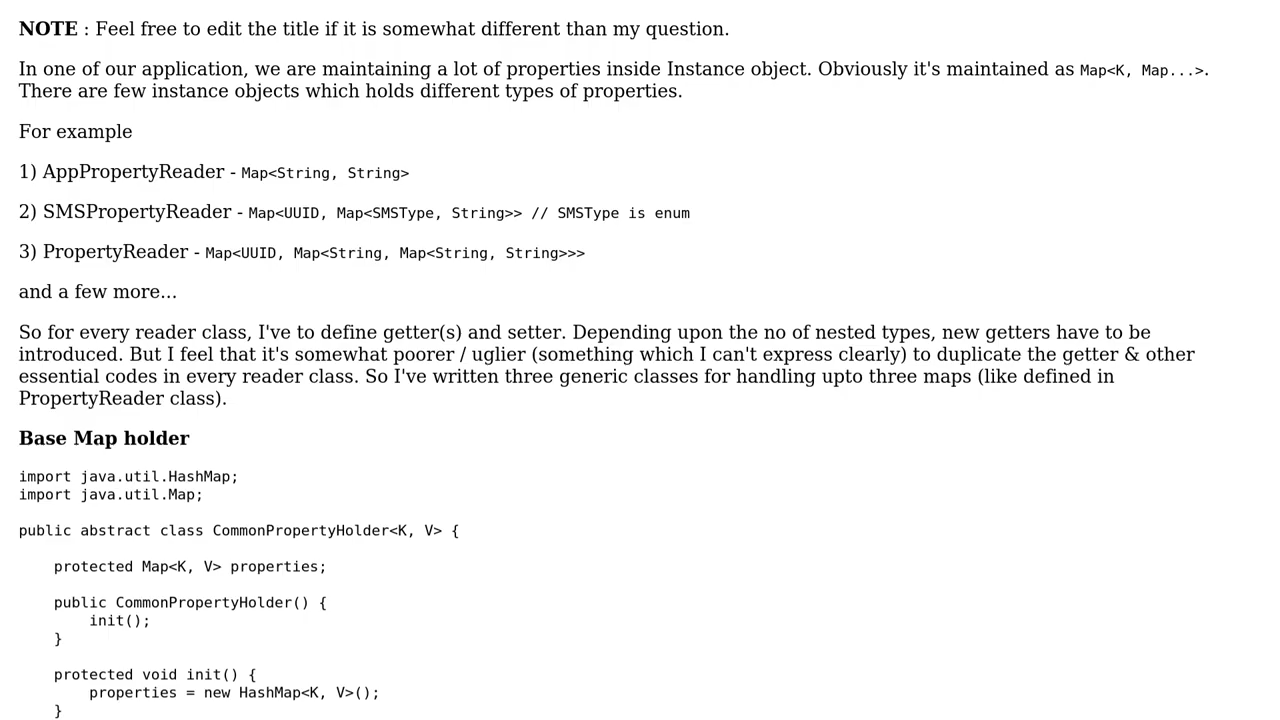 NOTE : Feel free to edit the title if it is somewhat different than my question.
In one of our application, we are maintaining a lot of properties inside Instance object. Obviously it's maintained as Map<K, Map...>.
There are few instance objects which holds different types of properties.
For example
1) AppPropertyReader - Map<String, String>
2) SMSPropertyReader - Map<UUID, Map<SMSType, String>> // SMSType is enum
3) PropertyReader - Map<UUID, Map<String, Map<String, String>>>
and a few more...
So for every reader class, I've to define getter(s) and setter. Depending upon the no of nested types, new getters have to be
introduced. But I feel that it's somewhat poorer / uglier (something which I can't express clearly) to duplicate the getter & other
essential codes in every reader class. So I've written three generic classes for handling upto three maps (like defined in
PropertyReader class).
Base Map holder
import java.util.HashMap;
import java.util.Map;
public abstract class CommonPropertyHolder<K, V> {
    protected Map<K, V> properties;
    public CommonPropertyHolder() {
        init();
    }
    protected void init() {
        properties = new HashMap<K, V>();
    }